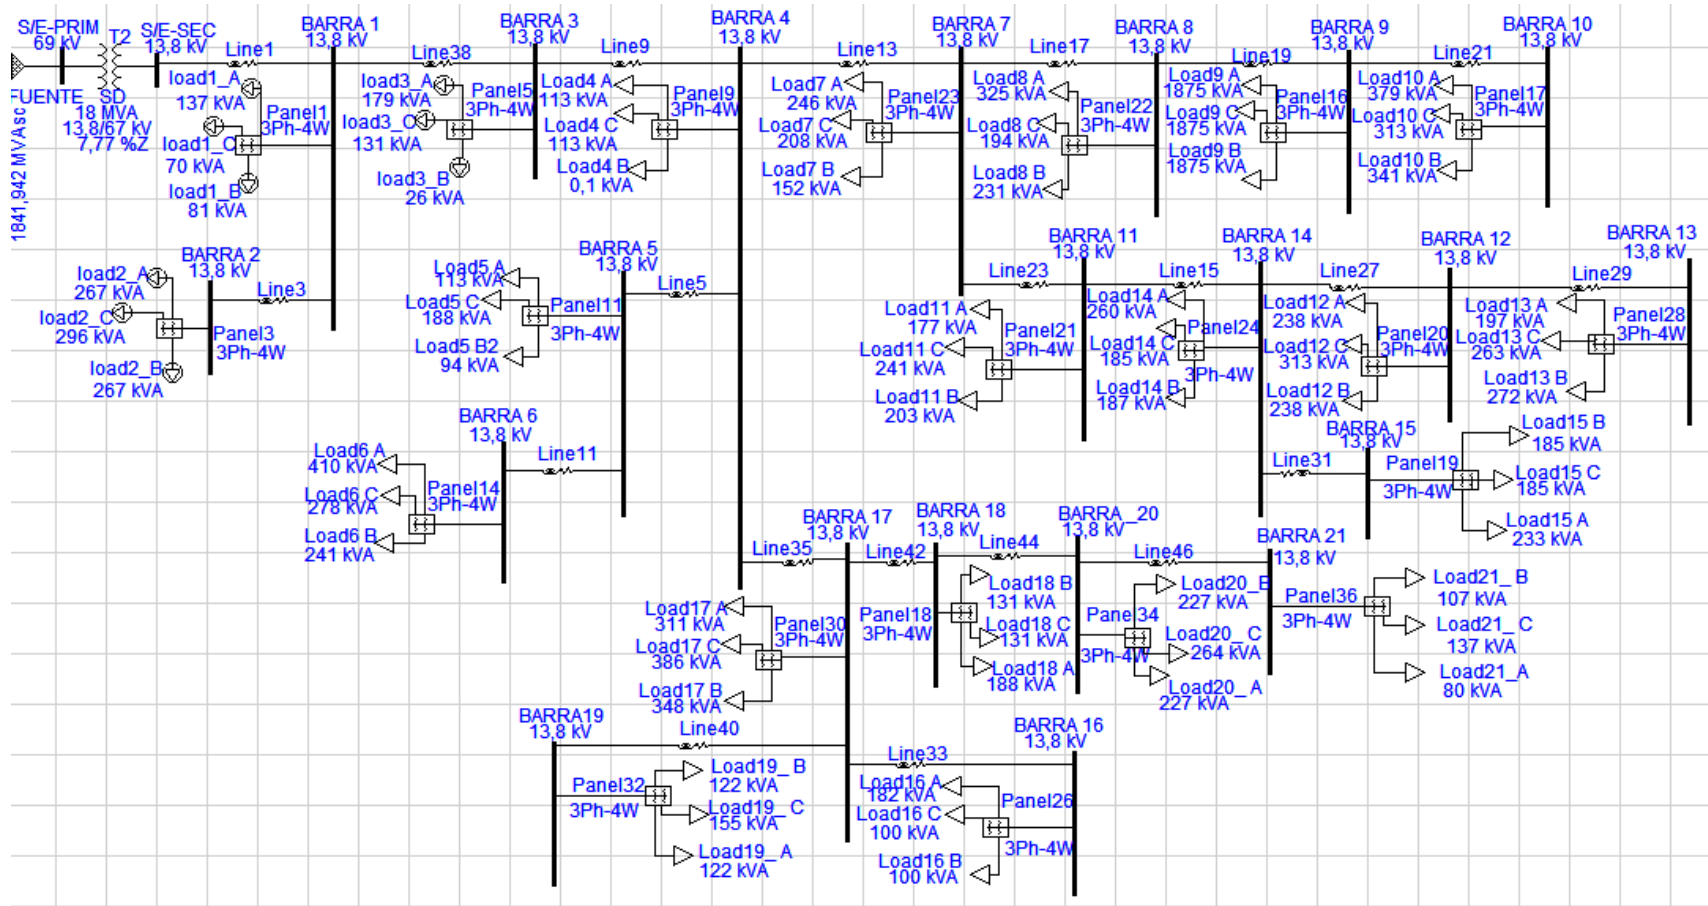 S/E-PRIM
69 kV
T2
S/E-SEC
13,8 kV
FUENTE
1841,942 MVAsc
SD
18 MVA
13,8/67 kV
7,77 %Z
Line1
load1_A
137 kVA
load1_C
70 kVA
load1_B
81 kVA
Panel1
3Ph-4W
BARRA 1
13,8 kV
Line38
load3_A
179 kVA
load3_C
131 kVA
load3_B
26 kVA
Panel5
3Ph-4W
BARRA 3
13,8 kV
Line9
Load4 A
113 kVA
Load4 C
113 kVA
Load4 B
0,1 kVA
Panel9
3Ph-4W
BARRA 4
13,8 kV
Line13
Load7 A
246 kVA
Load7 C
208 kVA
Load7 B
152 kVA
Panel23
3Ph-4W
BARRA 7
13,8 kV
Line17
Load8 A
325 kVA
Load8 C
194 kVA
Load8 B
231 kVA
Panel22
3Ph-4W
BARRA 8
13,8 kV
Line19
Load9 A
1875 kVA
Load9 C
1875 kVA
Load9 B
1875 kVA
Panel16
3Ph-4W
BARRA 9
13,8 kV
Line21
Load10 A
379 kVA
Load10 C
313 kVA
Load10 B
341 kVA
Panel17
3Ph-4W
BARRA 10
13,8 kV
load2_A
267 kVA
load2_C
296 kVA
load2_B
267 kVA
Panel3
3Ph-4W
BARRA 2
13,8 kV
Line3
Load5 A
113 kVA
Load5 C
188 kVA
Load5 B2
94 kVA
Panel11
3Ph-4W
BARRA 5
13,8 kV
Line5
Line23
Load11 A
177 kVA
Load11 C
241 kVA
Load11 B
203 kVA
Panel21
3Ph-4W
BARRA 11
13,8 kV
Line15
Load14 A
260 kVA
Load14 C
185 kVA
Load14 B
187 kVA
Panel24
3Ph-4W
BARRA 14
13,8 kV
Line27
Load12 A
238 kVA
Load12 C
313 kVA
Load12 B
238 kVA
Panel20
3Ph-4W
BARRA 12
13,8 kV
Line29
Load13 A
197 kVA
Load13 C
263 kVA
Load13 B
272 kVA
Panel28
3Ph-4W
BARRA 13
13,8 kV
Load6 A
410 kVA
Load6 C
278 kVA
Load6 B
241 kVA
Panel14
3Ph-4W
BARRA 6
13,8 kV
Line11
Line31
BARRA 15
13,8 kV
Panel19
3Ph-4W
Load15 B
185 kVA
Load15 C
185 kVA
Load15 A
233 kVA
Line35
BARRA 17
13,8 kV
Load17 A
311 kVA
Load17 C
386 kVA
Load17 B
348 kVA
Panel30
3Ph-4W
Line42
BARRA 18
13,8 kV
Panel18
3Ph-4W
Load18 B
131 kVA
Load18 C
131 kVA
Load18 A
188 kVA
Line44
BARRA_20
13,8 kV
Panel34
3Ph-4W
Load20_B
227 kVA
Load20_ C
264 kVA
Load20_ A
227 kVA
Line46
BARRA 21
13,8 kV
Panel36
3Ph-4W
Load21_ B
107 kVA
Load21_ C
137 kVA
Load21_A
80 kVA
BARRA19
13,8 kV
Line40
Panel32
3Ph-4W
Load19_ B
122 kVA
Load19_ C
155 kVA
Load19_ A
122 kVA
Line33
Load16 A
182 kVA
Load16 C
100 kVA
Load16 B
100 kVA
Panel26
3Ph-4W
BARRA 16
13,8 kV